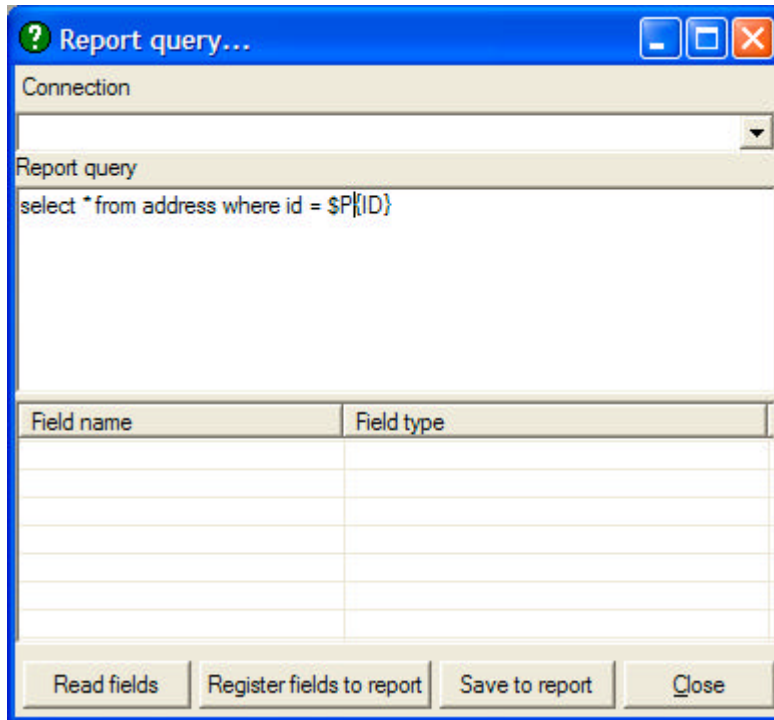 Report query...
Connection
Report query
select * from address where id = $P{ID}
Field name Field type
Read fields Register fields to report Save to report Close